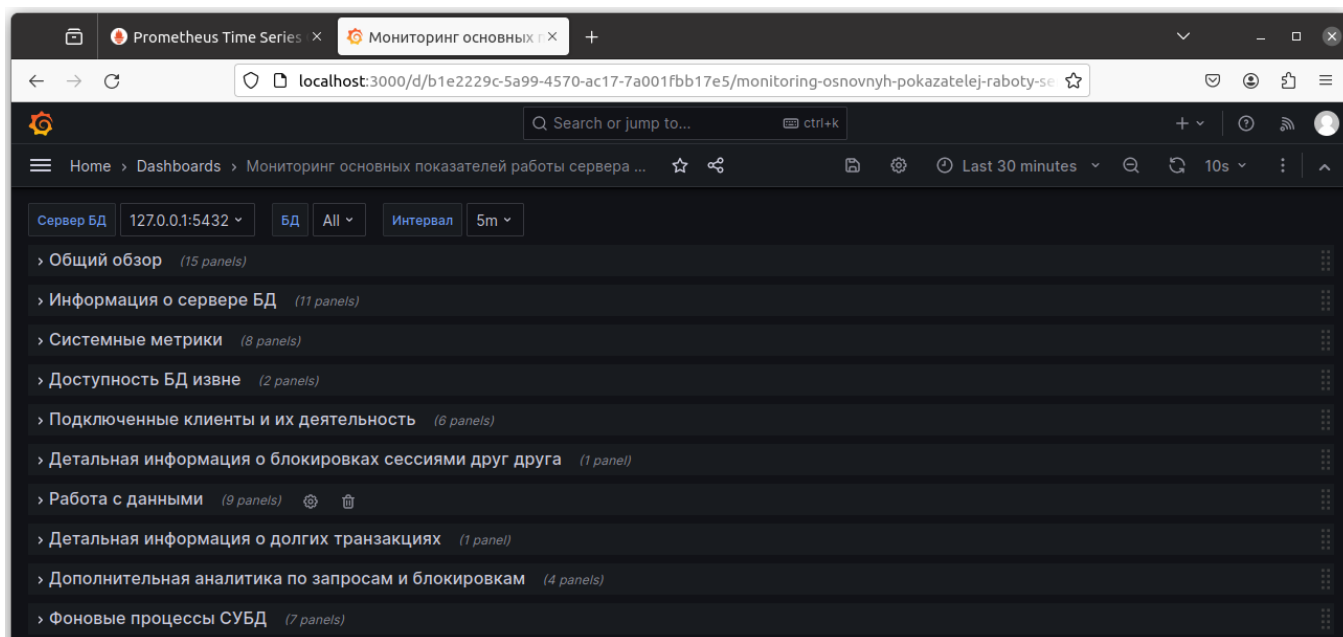 Prometheus Time Series
Мониторинг основных п
localhost:3000/d/b1e2229c-5a99-4570-ac17-7a001fbb17e5/monitoring-osnovnyh-pokazatelej-raboty-se
Search or jump to... ctrl+k
Home › Dashboards › Мониторинг основных показателей работы сервера ... Last 30 minutes 10s
Сервер БД 127.0.0.1:5432 БД All Интервал 5m
Общий обзор (15 panels)
Информация о сервере БД (11 panels)
Системные метрики (8 panels)
Доступность БД извне (2 panels)
Подключенные клиенты и их деятельность (6 panels)
Детальная информация о блокировках сессиями друг друга (1 panel)
Работа с данными (9 panels)
Детальная информация о долгих транзакциях (1 panel)
Дополнительная аналитика по запросам и блокировкам (4 panels)
Фоновые процессы СУБД (7 panels)